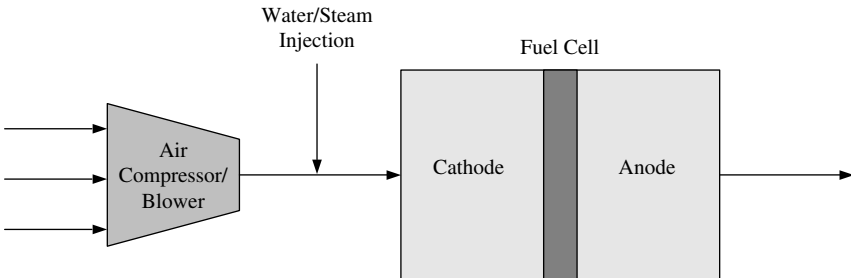 Water/Steam
Injection
Fuel Cell
Air
Compressor/
Blower
Cathode
Anode